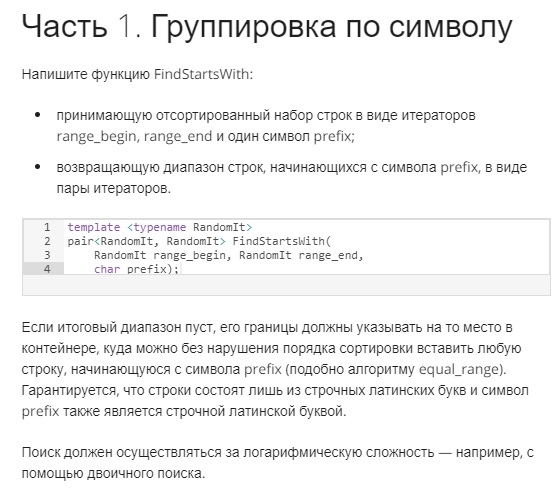 Часть 1. Группировка по символу
Напишите функцию FindStartsWith:
• принимающую отсортированный набор строк в виде итераторов
range_begin, range_end и один символ prefix;
• возвращающую диапазон строк, начинающихся с символа prefix, в виде
пары итераторов.
1 template <typename RandomIt>
2 pair<RandomIt, RandomIt> FindStartsWith(
3 RandomIt range_begin, RandomIt range_end,
4 char prefix);
Если итоговый диапазон пуст, его границы должны указывать на то место в
контейнере, куда можно без нарушения порядка сортировки вставить любую
строку, начинающуюся с символа prefix (подобно алгоритму equal_range).
Гарантируется, что строки состоят лишь из строчных латинских букв и символ
prefix также является строчной латинской буквой.
Поиск должен осуществляться за логарифмическую сложность — например, с
помощью двоичного поиска.